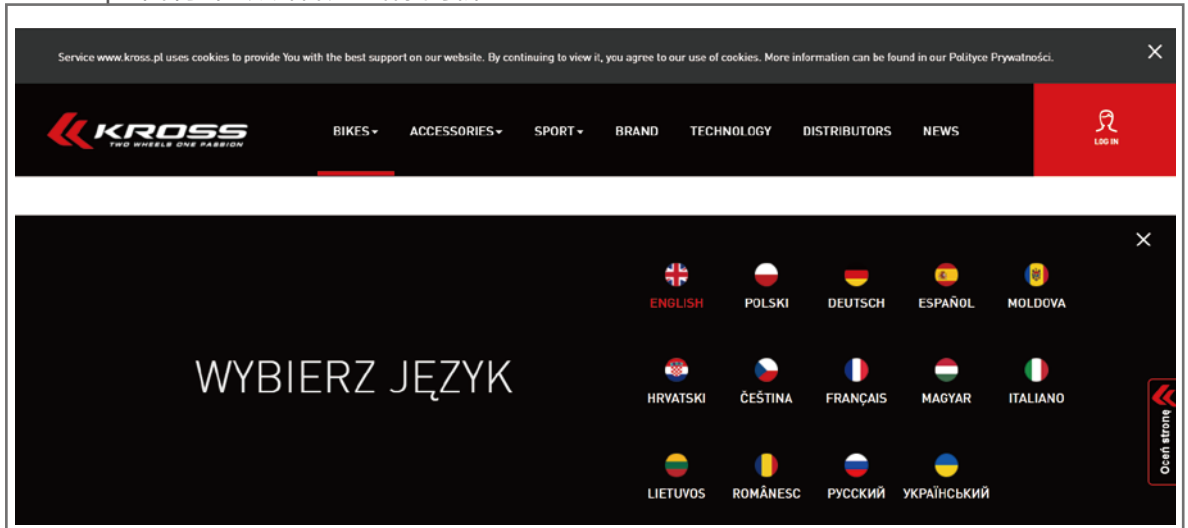 Service www.kross.pl uses cookies to provide You with the best support on our website. By continuing to view it, you agree to our use of cookies. More information can be found in our Polityce Prywatności.
KROSS
TWO WHEELS ONE PASSION
BIKES
ACCESSORIES
SPORT
BRAND
TECHNOLOGY
DISTRIBUTORS
NEWS
LOG IN
WYBIERZ JĘZYK
ENGLISH
POLSKI
DEUTSCH
ESPAÑOL
MOLDOVA
HRVATSKI
ČEŠTINA
FRANÇAIS
MAGYAR
ITALIANO
LIETUVOS
ROMÂNESC
РУССКИЙ
УКРАЇНСЬКИЙ
Oceń stronę